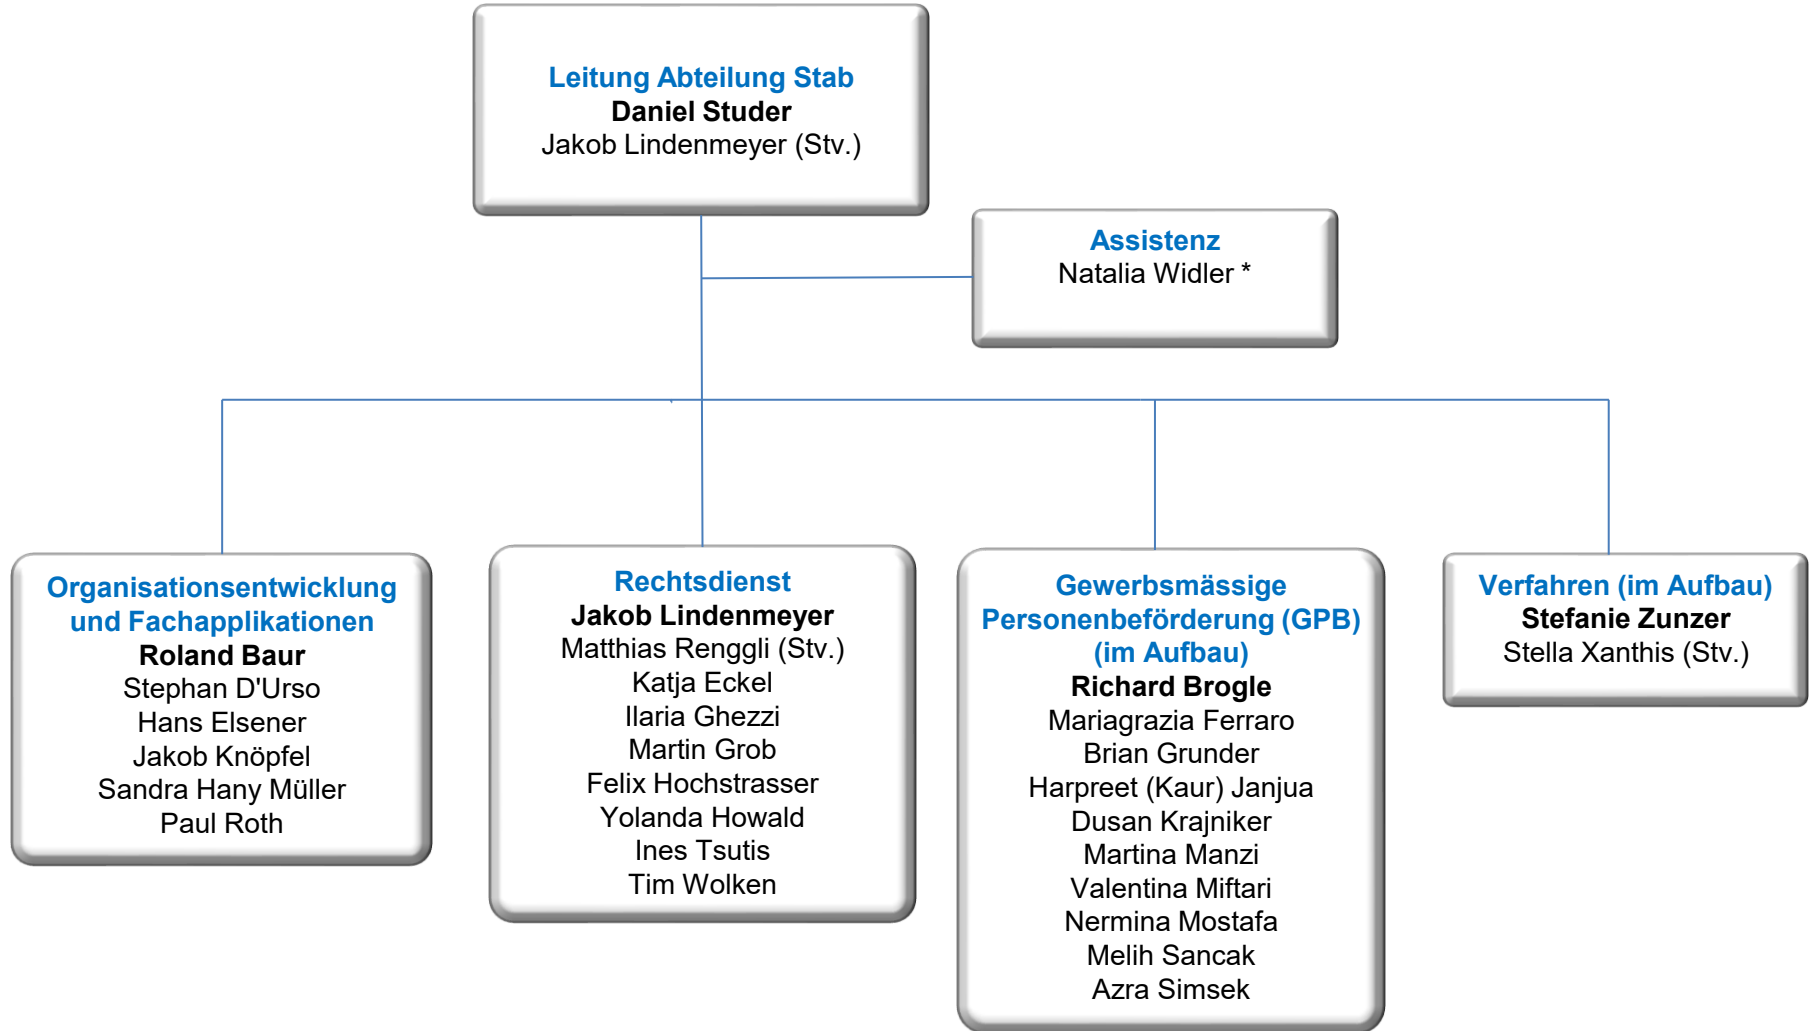 Leitung Abteilung Stab
Daniel Studer
Jakob Lindenmeyer (Stv.)
Assistenz
Natalia Widler *
Organisationsentwicklung
und Fachapplikationen
Roland Baur
Stephan D'Urso
Hans Elsener
Jakob Knöpfel
Sandra Hany Müller
Paul Roth
Rechtsdienst
Jakob Lindenmeyer
Matthias Renggli (Stv.)
Katja Eckel
Ilaria Ghezzi
Martin Grob
Felix Hochstrasser
Yolanda Howald
Ines Tsutis
Tim Wolken
Gewerbsmässige
Personenbeförderung (GPB)
(im Aufbau)
Richard Brogle
Mariagrazia Ferraro
Brian Grunder
Harpreet (Kaur) Janjua
Dusan Krajniker
Martina Manzi
Valentina Miftari
Nermina Mostafa
Melih Sancak
Azra Simsek
Verfahren (im Aufbau)
Stefanie Zunzer
Stella Xanthis (Stv.)